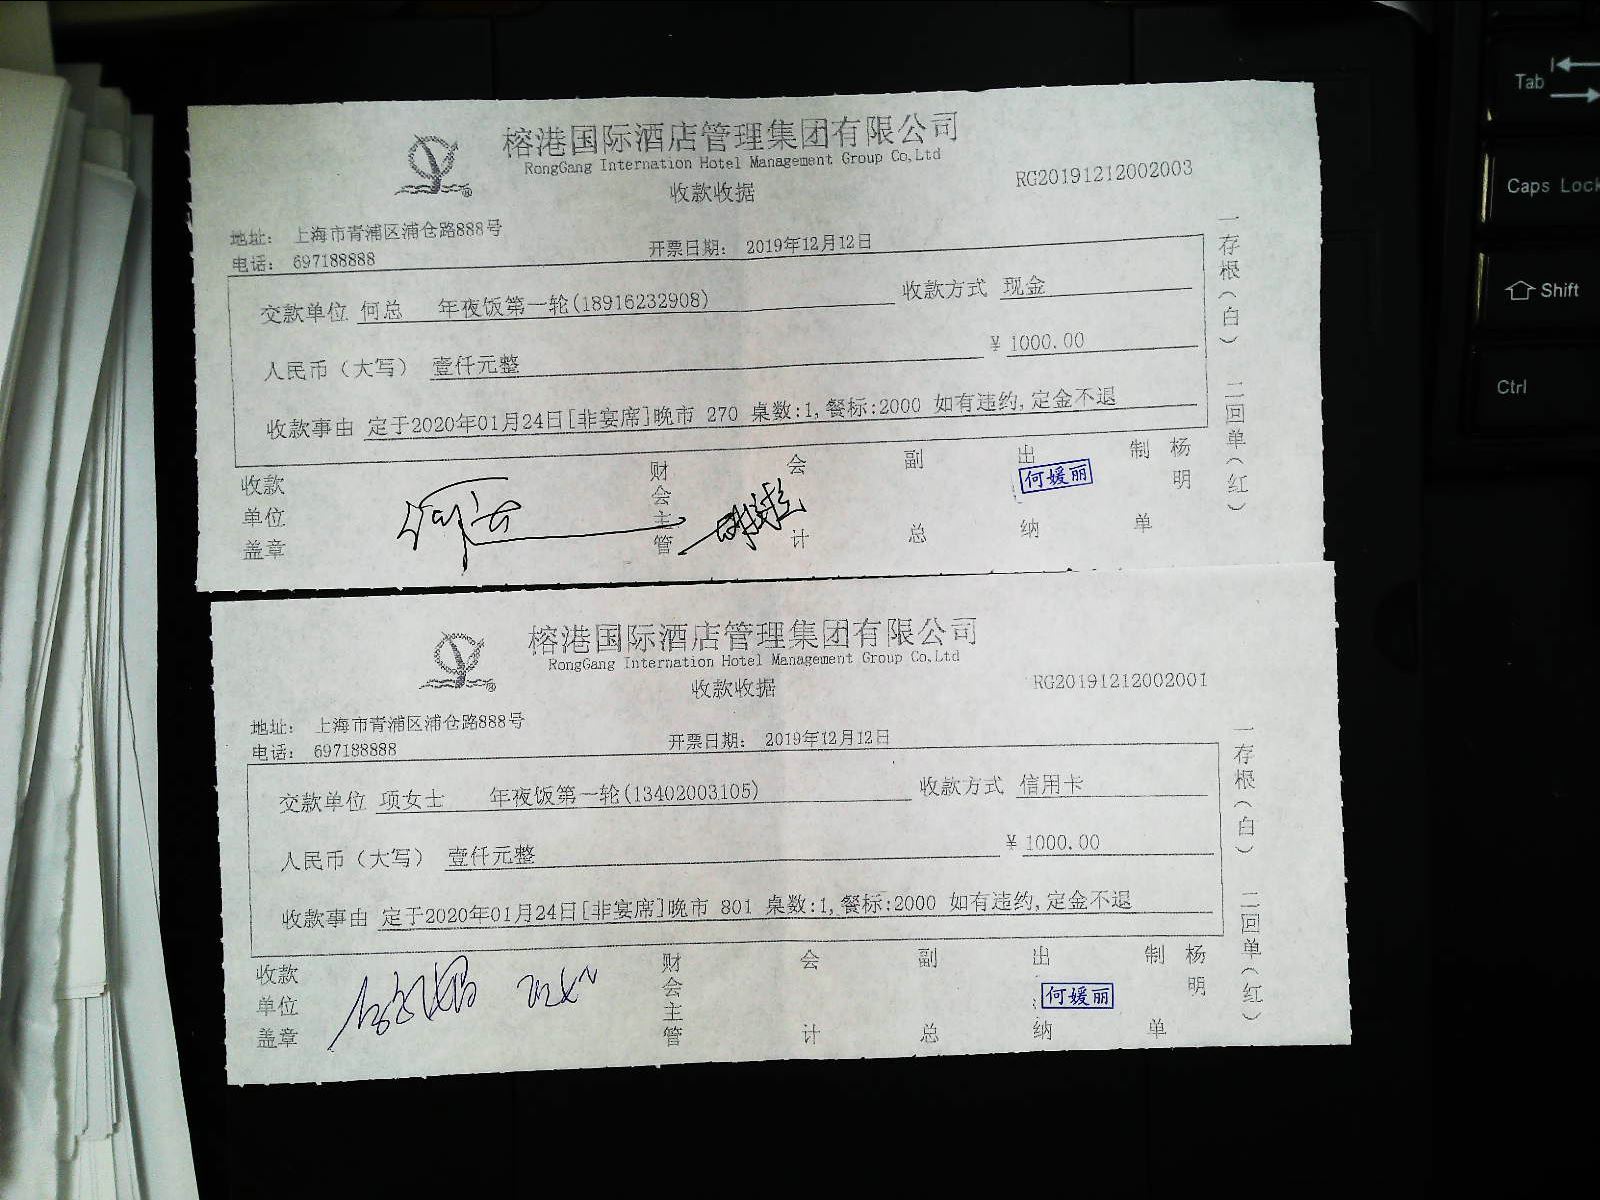 榕港国际酒店管理集团有限公司
RongGang Internation Hotel Management Group Co,Ltd
收款收据
RG20191212002003
地址: 上海市青浦区浦仓路888号
电话: 697188888
开票日期: 2019年12月12日
交款单位 何总 年夜饭第一轮(18916232908) 收款方式 现金
人民币(大写) 壹仟元整 ¥ 1000.00
收款事由 定于2020年01月24日[非宴席]晚市 270 桌数:1,餐标:2000 如有违约,定金不退
一存根(白) 二回单(红)
收款单位盖章 财会主管 会计 副总 出纳 何媛丽 制单 杨明
榕港国际酒店管理集团有限公司
RongGang Internation Hotel Management Group Co,Ltd
收款收据
RG20191212002001
地址: 上海市青浦区浦仓路888号
电话: 697188888
开票日期: 2019年12月12日
交款单位 项女士 年夜饭第一轮(13402003105) 收款方式 信用卡
人民币(大写) 壹仟元整 ¥ 1000.00
收款事由 定于2020年01月24日[非宴席]晚市 801 桌数:1,餐标:2000 如有违约,定金不退
一存根(白) 二回单(红)
收款单位盖章 财会主管 会计 副总 出纳 何媛丽 制单 杨明
Tab
Caps Lock
Shift
Ctrl